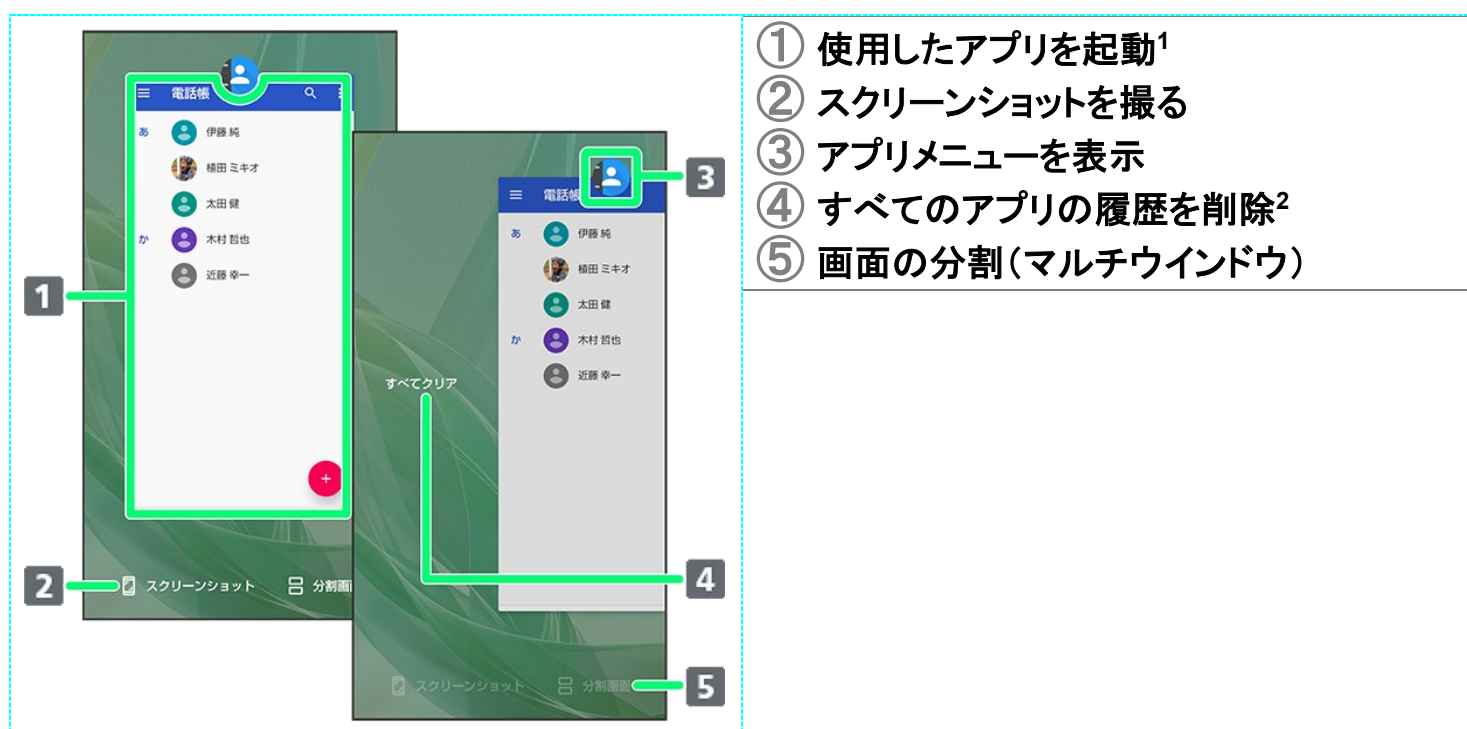 電話帳
あ 伊藤 純
植田 ミキオ
太田 健
か 木村 哲也
近藤 幸一
+
1
2
スクリーンショット 分割画
3
電話帳
あ 伊藤 純
植田 ミキオ
太田 健
か 木村 哲也
近藤 幸一
すべてクリア
4
スクリーンショット 分割画面
5
① 使用したアプリを起動1
② スクリーンショットを撮る
③ アプリメニューを表示
④ すべてのアプリの履歴を削除2
⑤ 画面の分割(マルチウインドウ)